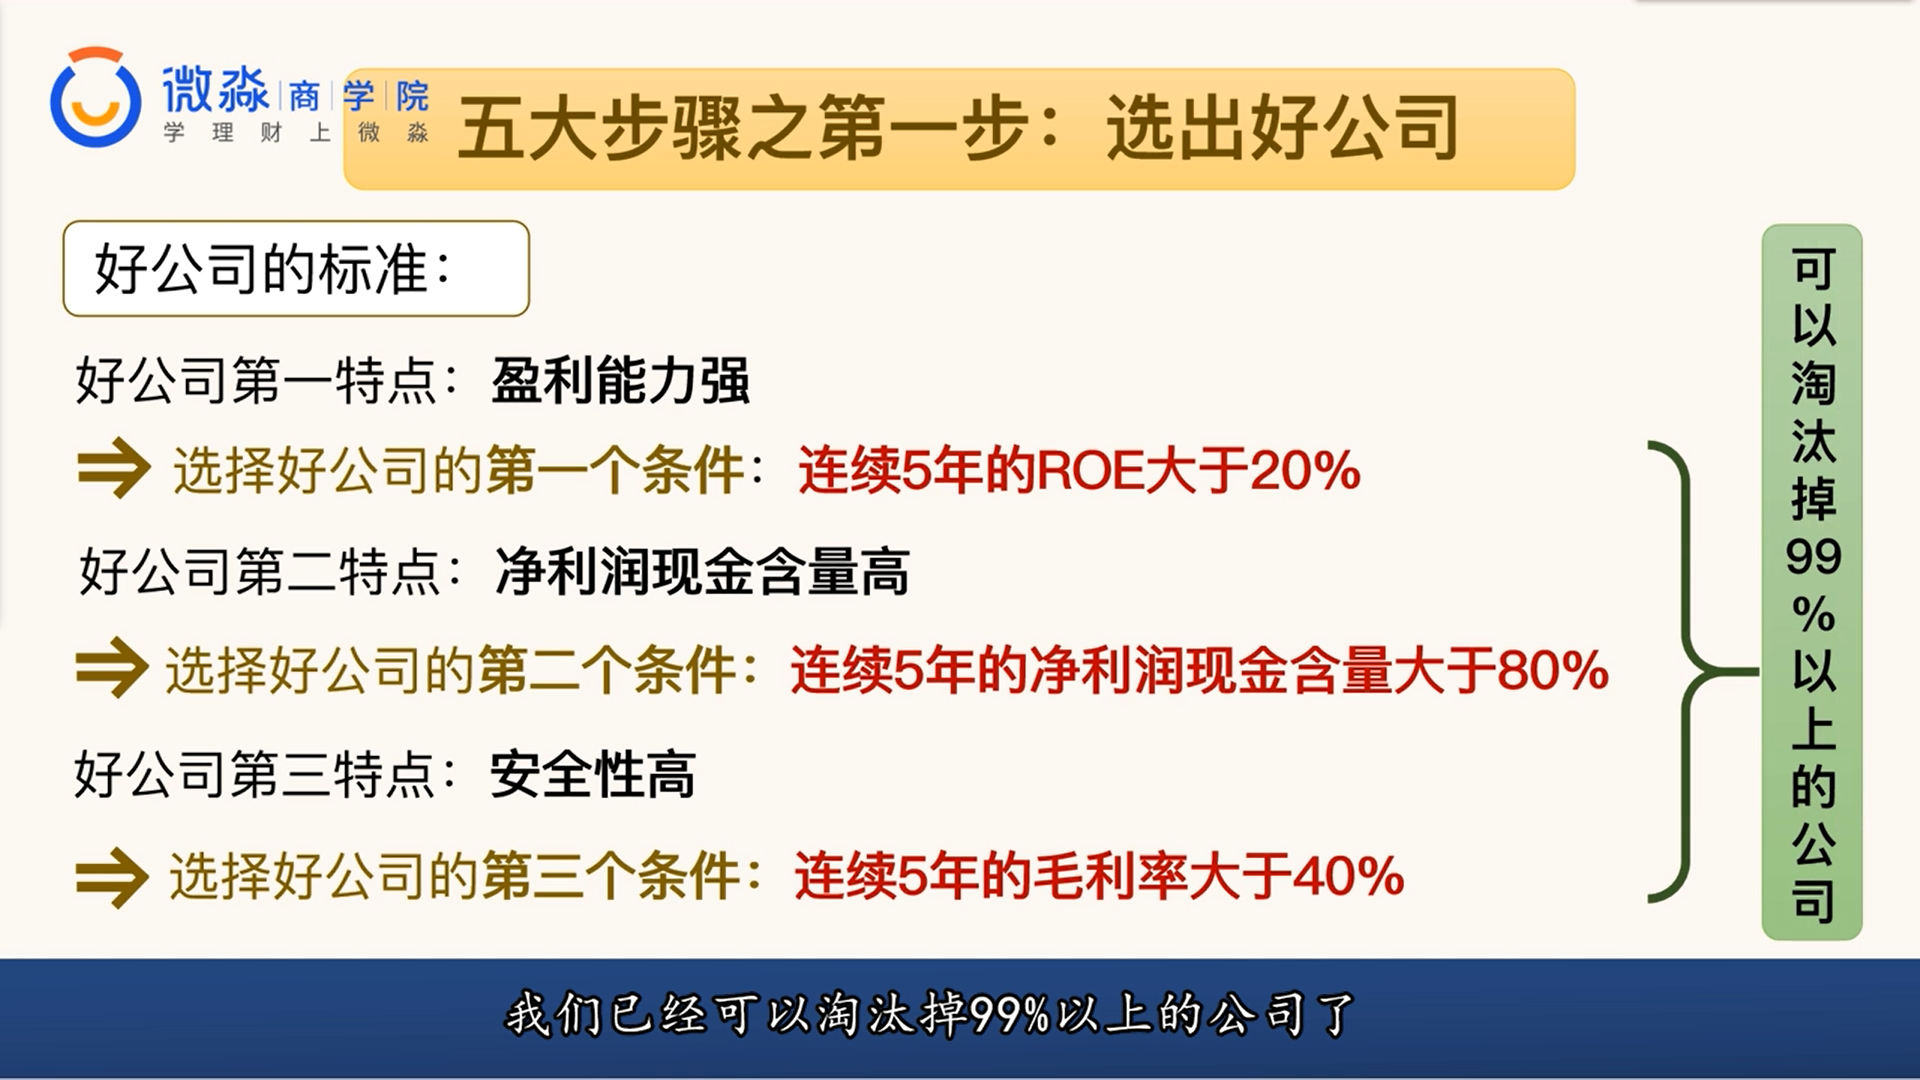 微淼|商|学|院
学理财上微淼
五大步骤之第一步：选出好公司
好公司的标准：
好公司第一特点：盈利能力强
选择好公司的第一个条件：连续5年的ROE大于20%
好公司第二特点：净利润现金含量高
选择好公司的第二个条件：连续5年的净利润现金含量大于80%
好公司第三特点：安全性高
选择好公司的第三个条件：连续5年的毛利率大于40%
可以淘汰掉99%以上的公司
我们已经可以淘汰掉99%以上的公司了